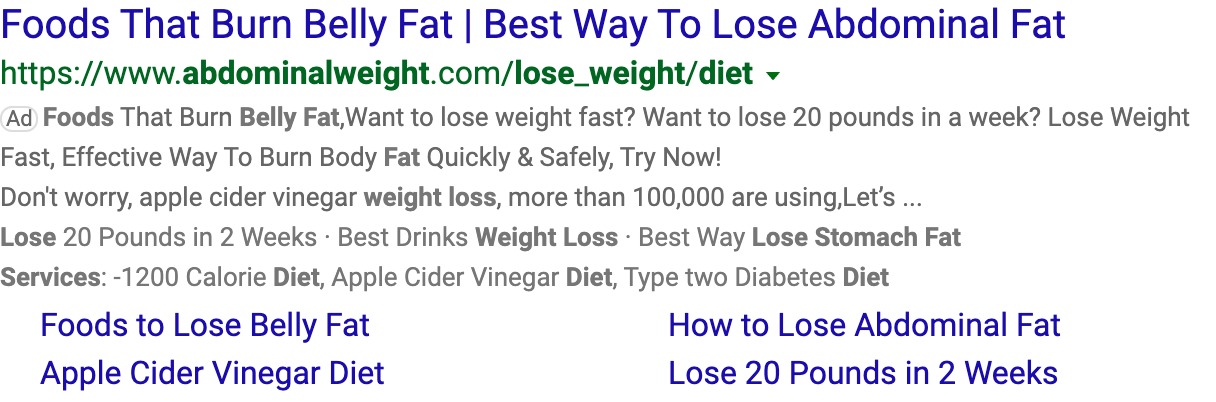 Foods That Burn Belly Fat | Best Way To Lose Abdominal Fat
https://www.abdominalweight.com/lose_weight/diet
Ad Foods That Burn Belly Fat,Want to lose weight fast? Want to lose 20 pounds in a week? Lose Weight
Fast, Effective Way To Burn Body Fat Quickly & Safely, Try Now!
Don't worry, apple cider vinegar weight loss, more than 100,000 are using,Let’s ...
Lose 20 Pounds in 2 Weeks · Best Drinks Weight Loss · Best Way Lose Stomach Fat
Services: -1200 Calorie Diet, Apple Cider Vinegar Diet, Type two Diabetes Diet
Foods to Lose Belly Fat
How to Lose Abdominal Fat
Apple Cider Vinegar Diet
Lose 20 Pounds in 2 Weeks